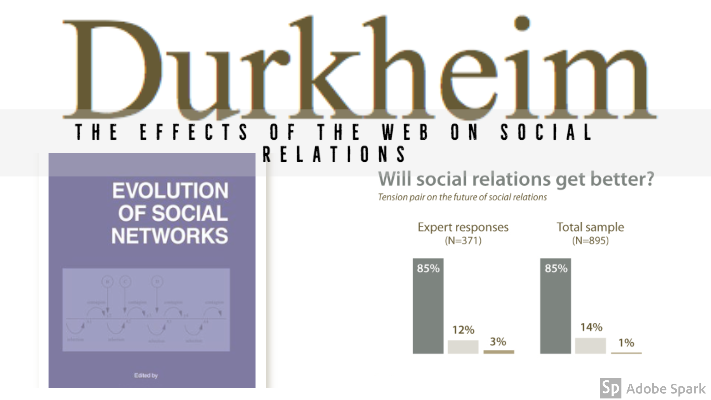 Durkheim
THE EFFECTS OF THE WEB ON SOCIAL
RELATIONS
EVOLUTION
OF SOCIAL
NETWORKS
Edited by
Will social relations get better?
Tension pair on the future of social relations
Expert responses
(N=371)
85%
12%
3%
Total sample
(N=895)
85%
14%
1%
Sp Adobe Spark